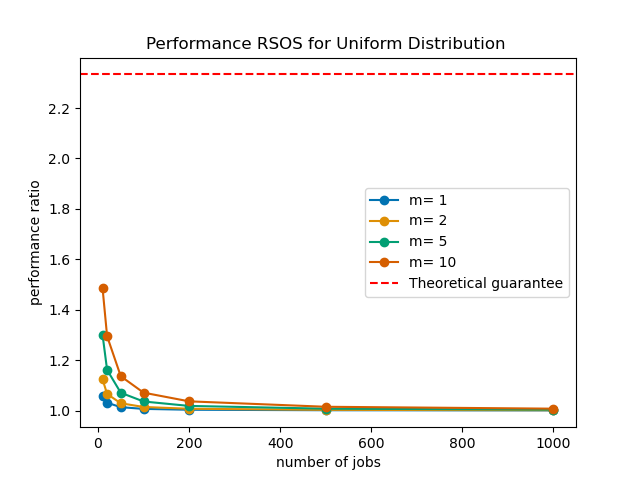 Performance RSOS for Uniform Distribution
performance ratio
2.2
2.0
1.8
1.6
1.4
1.2
1.0
m= 1
m= 2
m= 5
m= 10
Theoretical guarantee
0 200 400 600 800 1000
number of jobs